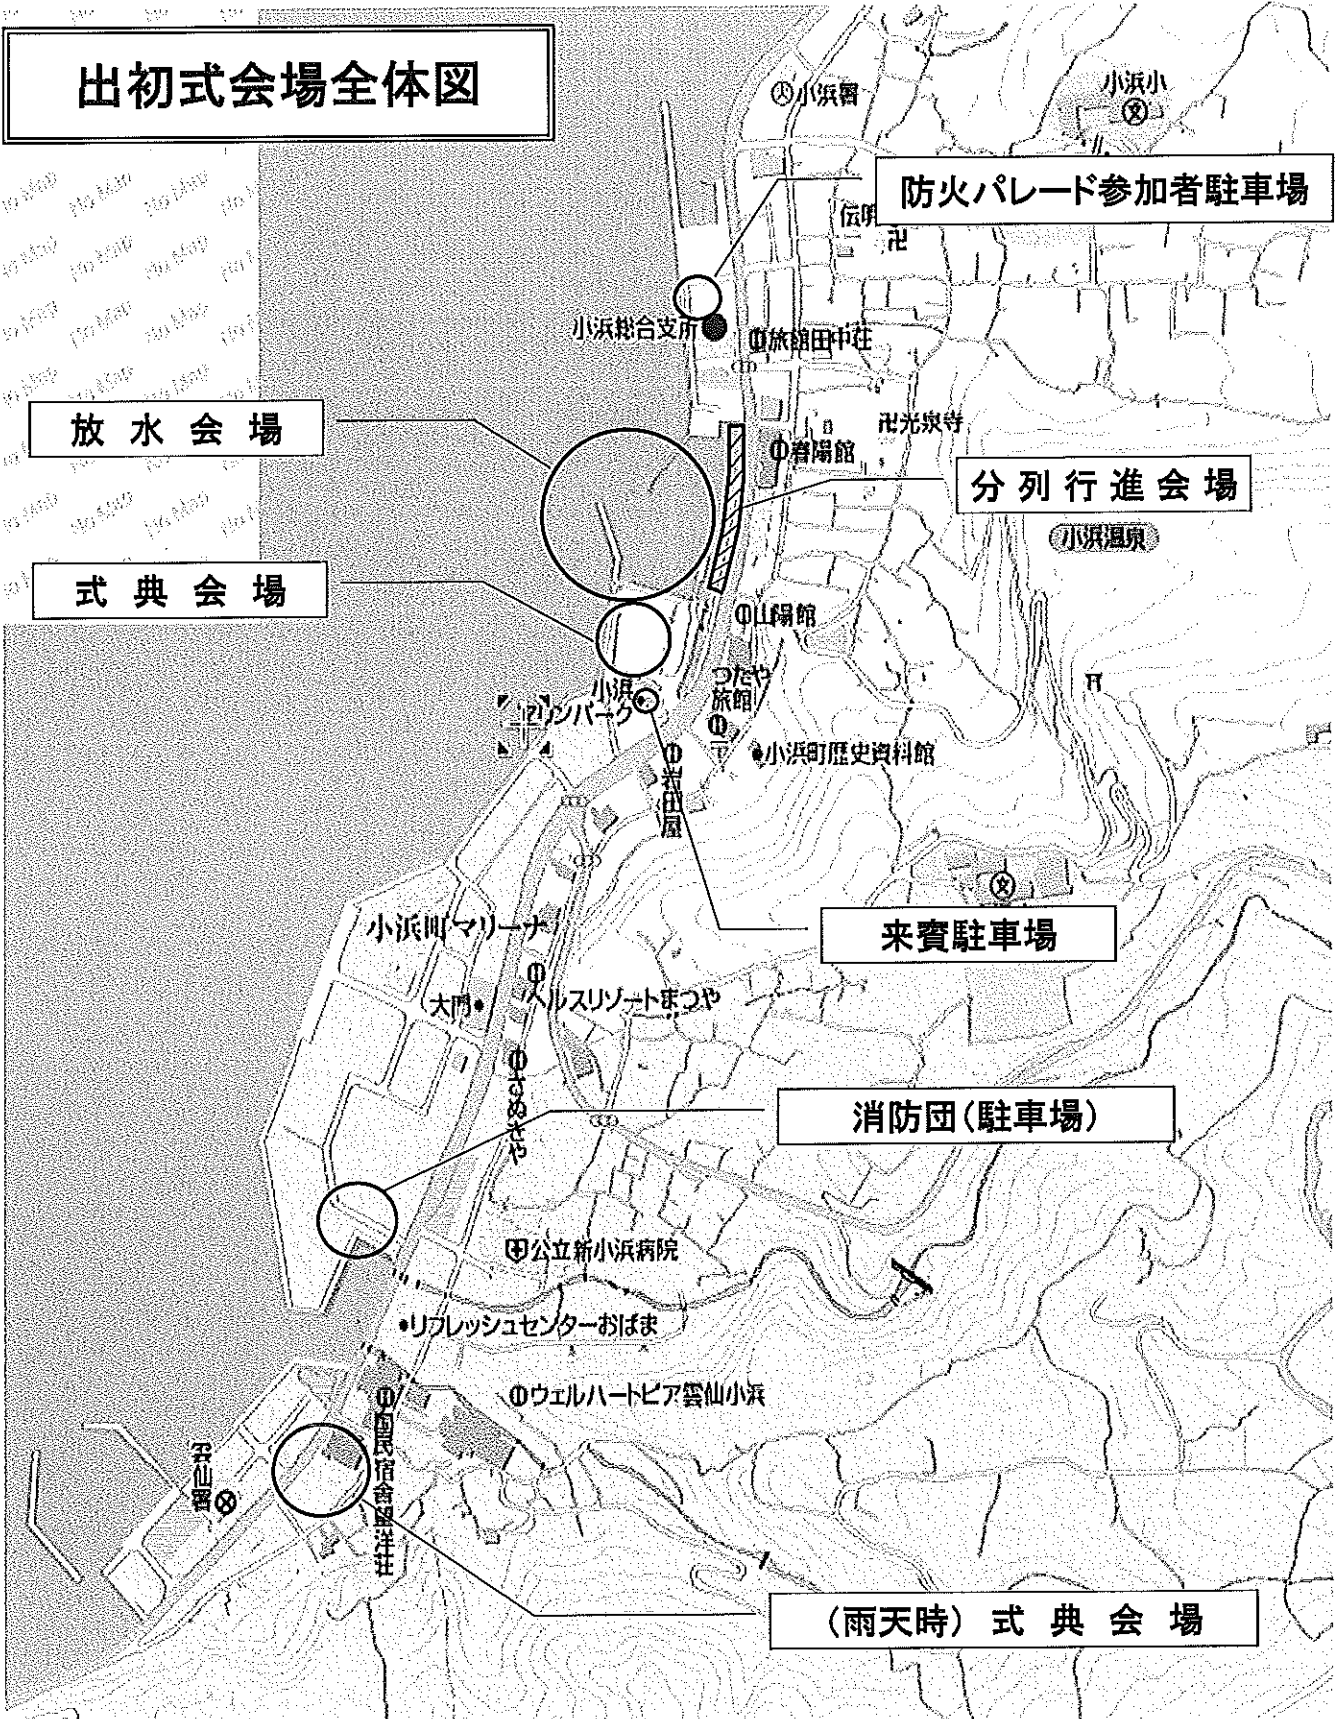 出初式会場全体図
小浜署
小浜小
防火パレード参加者駐車場
伝明
小浜総合支所
旅館田中荘
放水会場
光泉寺
春陽館
分列行進会場
小浜温泉
式典会場
山陽館
つたや
旅館
小浜
マリンパーク
小浜町歴史資料館
岩田屋
小浜町マリーナ
来賓駐車場
大門
ヘルスリゾートまつや
さぬきや
消防団(駐車場)
公立新小浜病院
リフレッシュセンターおばま
国民宿舎望洋荘
ウェルハートピア雲仙小浜
雲仙署
(雨天時)式典会場